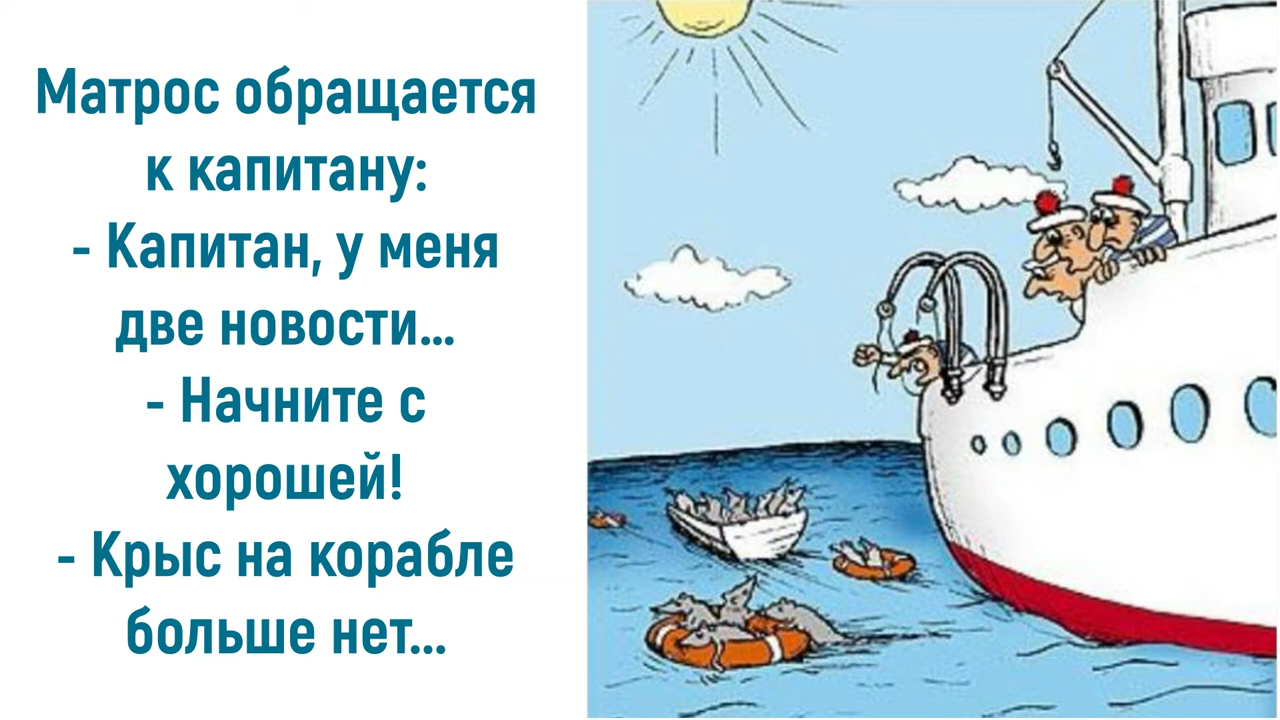 Матрос обращается
к капитану:
- Капитан, у меня
две новости...
- Начните с
хорошей!
- Крыс на корабле
больше нет...